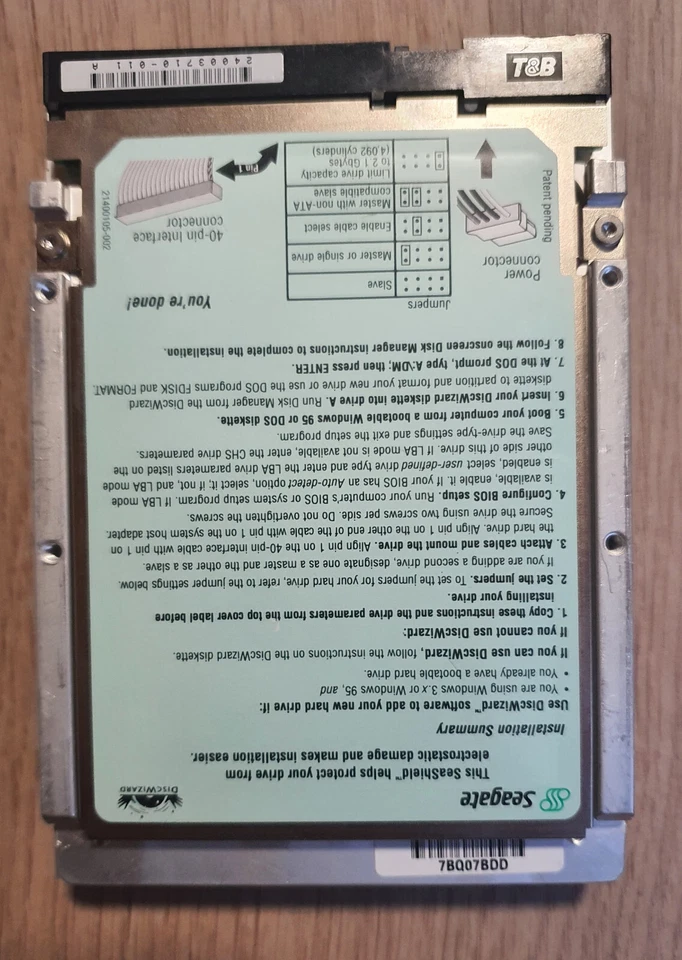 Seagate
DISCWIZARD
This SeaShield™ helps protect your drive from
electrostatic damage and makes installation easier.
Installation Summary
Use DiscWizard™ software to add your new hard drive if:
• You are using Windows 3.x or Windows 95, and
• You already have a bootable hard drive.
If you can use DiscWizard, follow the instructions on the DiscWizard diskette.
If you cannot use DiscWizard:
1. Copy these instructions and the drive parameters from the top cover label before
installing your drive.
2. Set the jumpers. To set the jumpers for your hard drive, refer to the jumper settings below.
If you are adding a second drive, designate one as a master and the other as a slave.
3. Attach cables and mount the drive. Align pin 1 on the 40-pin interface cable with pin 1 on
the hard drive. Align pin 1 on the other end of the cable with pin 1 on the system host adapter.
Secure the drive using two screws per side. Do not overtighten the screws.
4. Configure BIOS setup. Run your computer's BIOS or system setup program. If LBA mode
is available, enable it. If your BIOS has an Auto-detect option, select it; if not, and LBA mode
is enabled, select user-defined drive type and enter the LBA drive parameters listed on the
other side of this drive. If LBA mode is not available, enter the CHS drive parameters.
Save the drive-type settings and exit the setup program.
5. Boot your computer from a bootable Windows 95 or DOS diskette.
6. Insert your DiscWizard diskette into drive A. Run Disk Manager from the DiscWizard
diskette to partition and format your new drive or use the DOS programs FDISK and FORMAT.
7. At the DOS prompt, type A:\DM; then press ENTER.
8. Follow the onscreen Disk Manager instructions to complete the installation.
You're done!
Jumpers
Slave
Master or single drive
Enable cable select
Master with non-ATA
compatible slave
Limit drive capacity
to 2.1 Gbytes
(4,092 cylinders)
Power
connector
Patent pending
40-pin interface
connector
Pin 1
21400105-002
24003710-011 A
T&B
7BQ07BDD